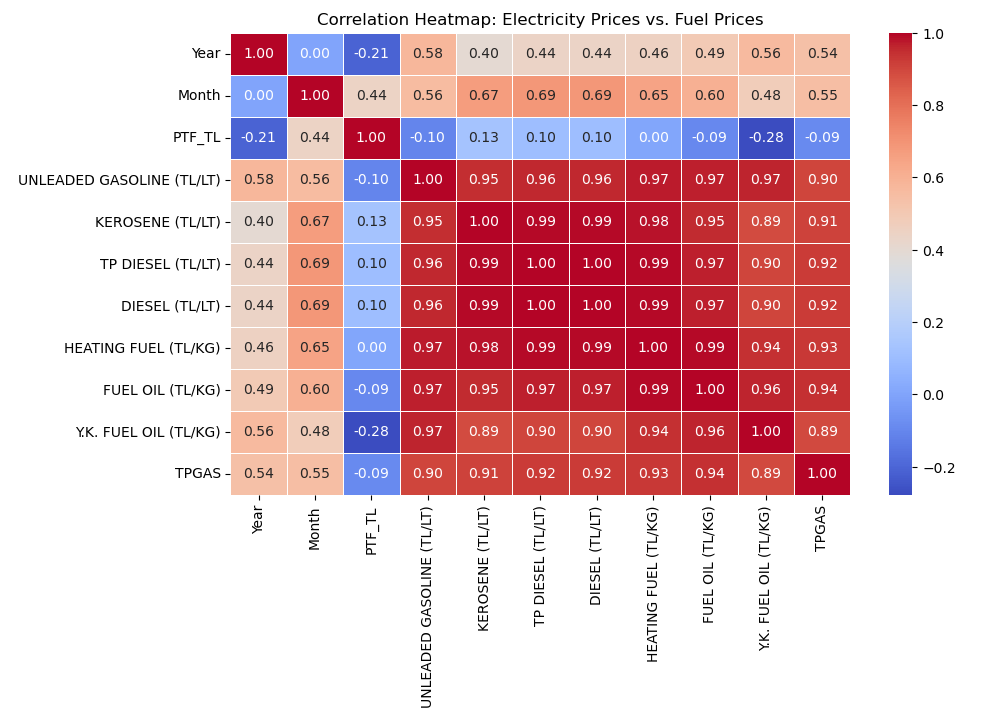 Correlation Heatmap: Electricity Prices vs. Fuel Prices
Year 1.00 0.00 -0.21 0.58 0.40 0.44 0.44 0.46 0.49 0.56 0.54
Month 0.00 1.00 0.44 0.56 0.67 0.69 0.69 0.65 0.60 0.48 0.55
PTF_TL -0.21 0.44 1.00 -0.10 0.13 0.10 0.10 0.00 -0.09 -0.28 -0.09
UNLEADED GASOLINE (TL/LT) 0.58 0.56 -0.10 1.00 0.95 0.96 0.96 0.97 0.97 0.97 0.90
KEROSENE (TL/LT) 0.40 0.67 0.13 0.95 1.00 0.99 0.99 0.98 0.95 0.89 0.91
TP DIESEL (TL/LT) 0.44 0.69 0.10 0.96 0.99 1.00 1.00 0.99 0.97 0.90 0.92
DIESEL (TL/LT) 0.44 0.69 0.10 0.96 0.99 1.00 1.00 0.99 0.97 0.90 0.92
HEATING FUEL (TL/KG) 0.46 0.65 0.00 0.97 0.98 0.99 0.99 1.00 0.99 0.94 0.93
FUEL OIL (TL/KG) 0.49 0.60 -0.09 0.97 0.95 0.97 0.97 0.99 1.00 0.96 0.94
Y.K. FUEL OIL (TL/KG) 0.56 0.48 -0.28 0.97 0.89 0.90 0.90 0.94 0.96 1.00 0.89
TPGAS 0.54 0.55 -0.09 0.90 0.91 0.92 0.92 0.93 0.94 0.89 1.00
Year
Month
PTF_TL
UNLEADED GASOLINE (TL/LT)
KEROSENE (TL/LT)
TP DIESEL (TL/LT)
DIESEL (TL/LT)
HEATING FUEL (TL/KG)
FUEL OIL (TL/KG)
Y.K. FUEL OIL (TL/KG)
TPGAS
1.0
0.8
0.6
0.4
0.2
0.0
−0.2